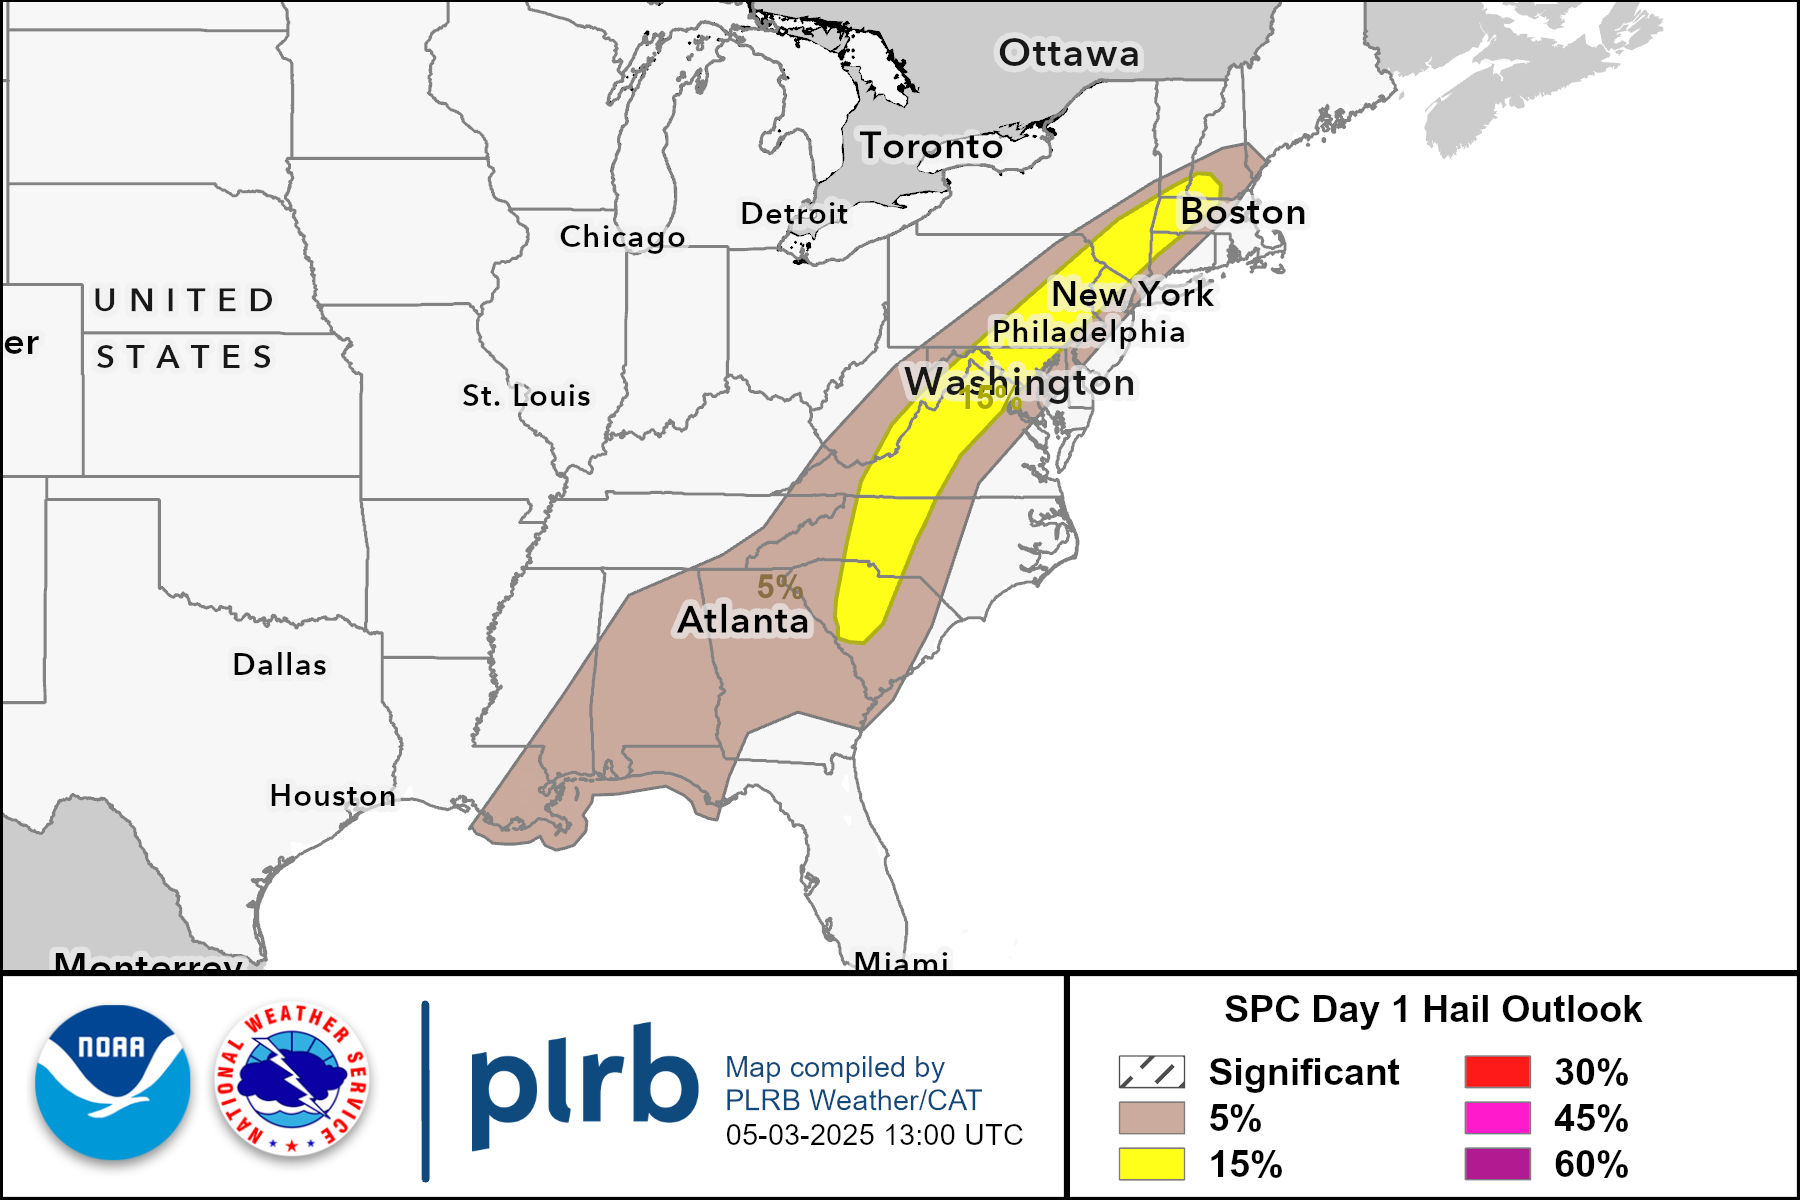 Ottawa
Toronto
Detroit
Boston
Chicago
New York
UNITED
Philadelphia
er
STATES
Washington
15%
St. Louis
5%
Atlanta
Dallas
Houston
Monterrey
Miami
NOAA
NATIONAL WEATHER SERVICE
plrb
Map compiled by
PLRB Weather/CAT
05-03-2025 13:00 UTC
SPC Day 1 Hail Outlook
Significant
5%
15%
30%
45%
60%